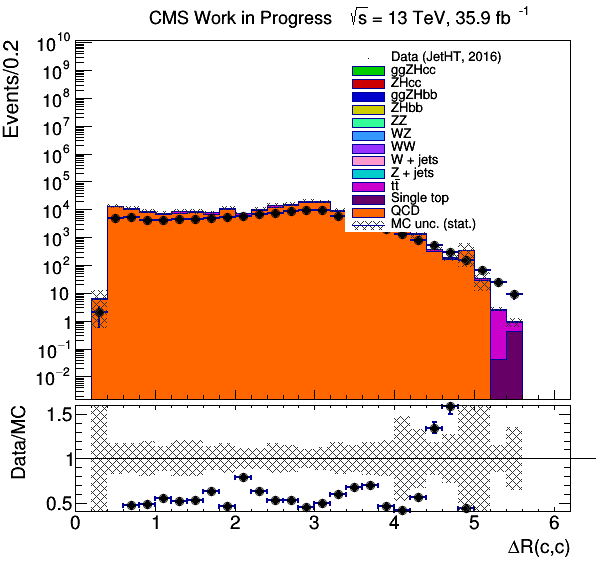 CMS Work in Progress √s = 13 TeV, 35.9 fb⁻¹
Events/0.2
10¹⁰
10⁹
10⁸
10⁷
10⁶
10⁵
10⁴
10³
10²
10
1
10⁻¹
10⁻²
Data (JetHT, 2016)
ggZHcc
ZHcc
ggZHbb
ZHbb
ZZ
WZ
WW
W + jets
Z + jets
tt̄
Single top
QCD
MC unc. (stat.)
Data/MC
1.5
1
0.5
0 1 2 3 4 5 6
ΔR(c,c)